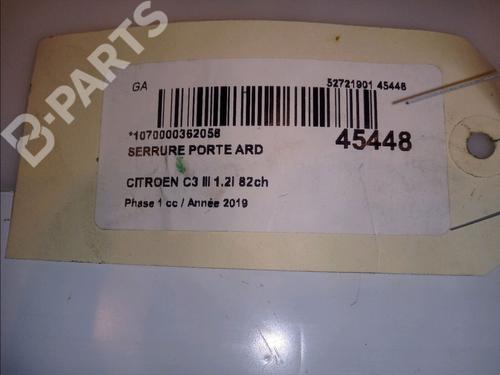 GA 52721901 45448
*1070000362058
45448
SERRURE PORTE ARD
CITROEN C3 III 1.2i 82ch
Phase 1 cc / Année 2019
B-PARTS